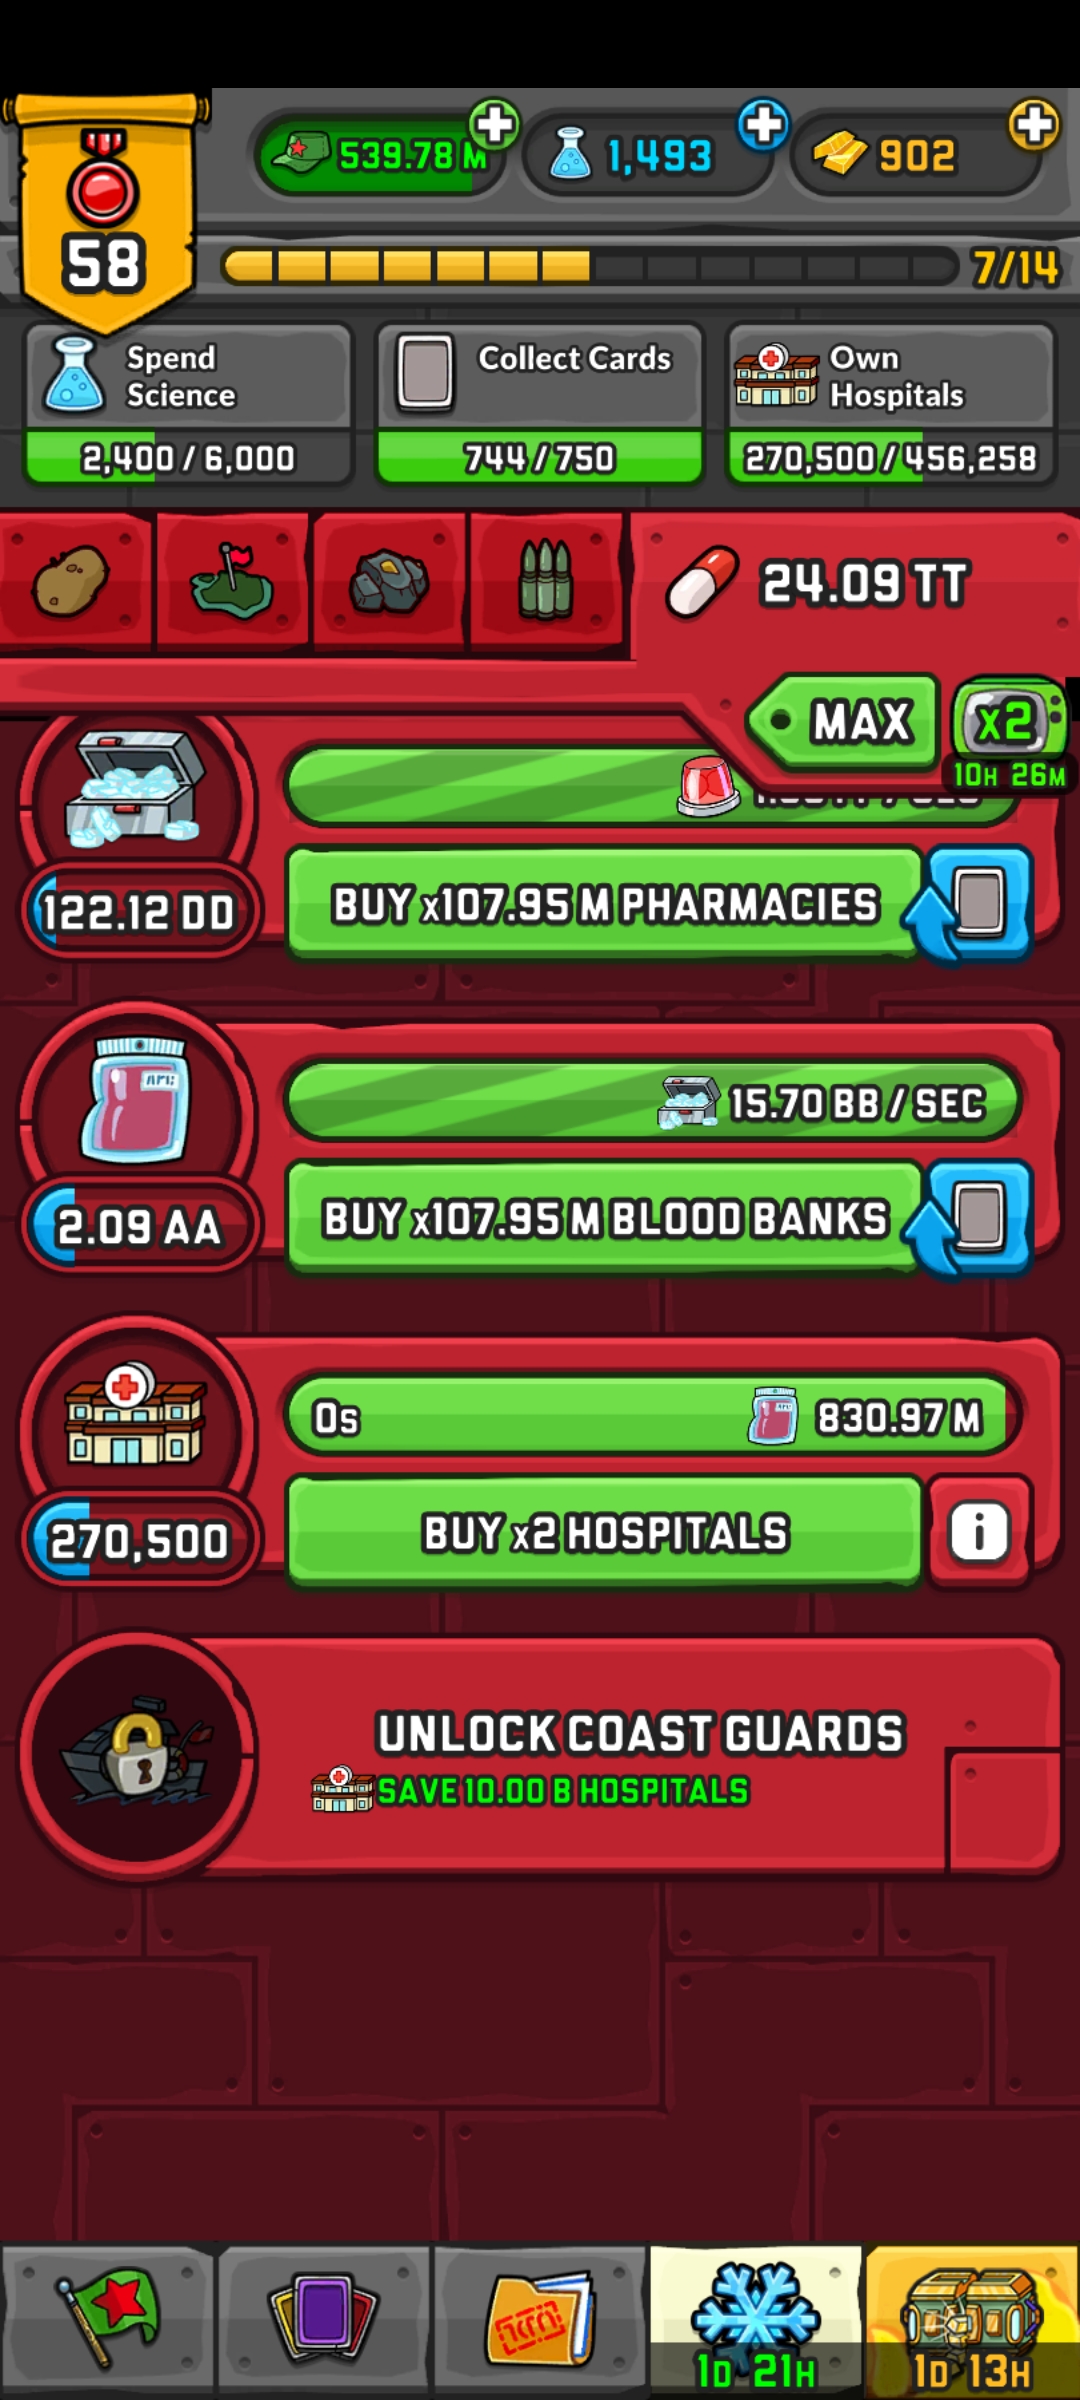 539.78 M
1,493
902
58
7/14
Spend
Science
Collect Cards
Own
Hospitals
2,400 / 6,000
744 / 750
270,500 / 456,258
24.09 TT
MAX
x2
10H 26M
122.12 DD
BUY x107.95 M PHARMACIES
15.70 BB / SEC
2.09 AA
BUY x107.95 M BLOOD BANKS
0s
830.97 M
270,500
BUY x2 HOSPITALS
i
UNLOCK COAST GUARDS
SAVE 10.00 B HOSPITALS
1D 21H
1D 13H